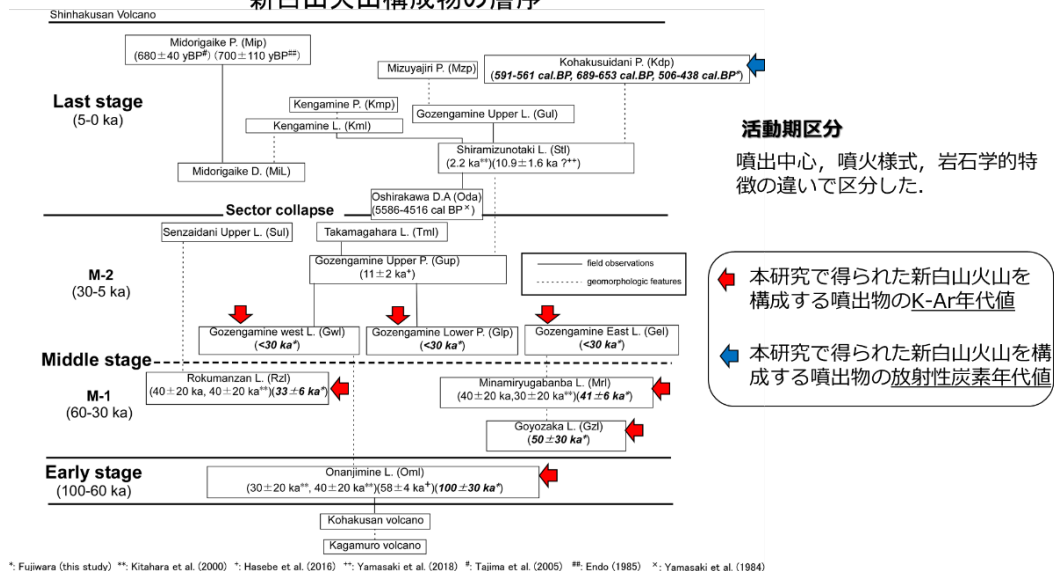 新白山火山構成物の層序
Shinhakusan Volcano
Midorigaike P. (Mip)
(680±40 yBP#) (700±110 yBP##)
Mizuyajiri P. (Mzp)
Kohakusuidani P. (Kdp)
(591-561 cal.BP, 689-653 cal.BP, 506-438 cal.BP*)
Last stage
(5-0 ka)
Kengamine P. (Kmp)
Kengamine L. (Kml)
Gozengamine Upper L. (Gul)
Shiramizunotaki L. (Stl)
(2.2 ka**)(10.9±1.6 ka ?++)
Midorigaike D. (MiL)
Oshirakawa D.A (Oda)
(5586-4516 cal BP×)
Sector collapse
Senzaidani Upper L. (Sul)
Takamagahara L. (Tml)
M-2
(30-5 ka)
Gozengamine Upper P. (Gup)
(11±2 ka+)
field observations
geomorphologic features
Gozengamine west L. (Gwl)
(<30 ka*)
Gozengamine Lower P. (Glp)
(<30 ka*)
Gozengamine East L. (Gel)
(<30 ka*)
Middle stage
M-1
(60-30 ka)
Rokumanzan L. (Rzl)
(40±20 ka, 40±20 ka**)(33±6 ka*)
Minamiryugabanba L. (Mrl)
(40±20 ka,30±20 ka**)(41±6 ka*)
Goyozaka L. (Gzl)
(50±30 ka*)
Early stage
(100-60 ka)
Onanjimine L. (Oml)
(30±20 ka**, 40±20 ka**)(58±4 ka+)(100±30 ka*)
Kohakusan volcano
Kagamuro volcano
*: Fujiwara (this study) **: Kitahara et al. (2000) +: Hasebe et al. (2016) ++: Yamasaki et al. (2018) #: Tajima et al. (2005) ##: Endo (1985) ×: Yamasaki et al. (1984)
活動期区分
噴出中心，噴火様式，岩石学的特
徴の違いで区分した．
本研究で得られた新白山火山を
構成する噴出物のK-Ar年代値
本研究で得られた新白山火山を構
成する噴出物の放射性炭素年代値